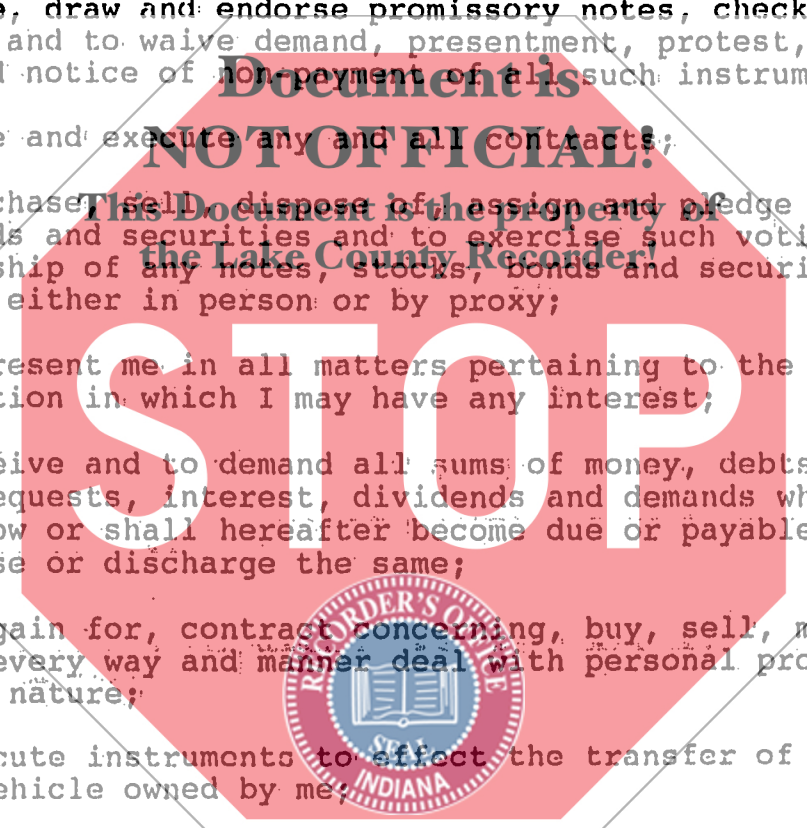 e, draw and endorse promissory notes, check
and to waive demand, presentment, protest,
d notice of non-payment of all such instrum
Document is
e and execute any and all contracts;
NOT OFFICIAL!
chase, sell, dispose of, assign and pledge
This Document is the property of
ds and securities and to exercise such voti
the Lake County Recorder!
ship of any notes, stocks, bonds and securi
either in person or by proxy;
STOP
resent me in all matters pertaining to the
tion in which I may have any interest;
eive and to demand all sums of money, debts
equests, interest, dividends and demands wh
ow or shall hereafter become due or payable
se or discharge the same;
gain for, contract concerning, buy, sell, m
every way and manner deal with personal pro
nature;
RECORDER'S OFFICE
SEAL
INDIANA
cute instruments to effect the transfer of
ehicle owned by me;